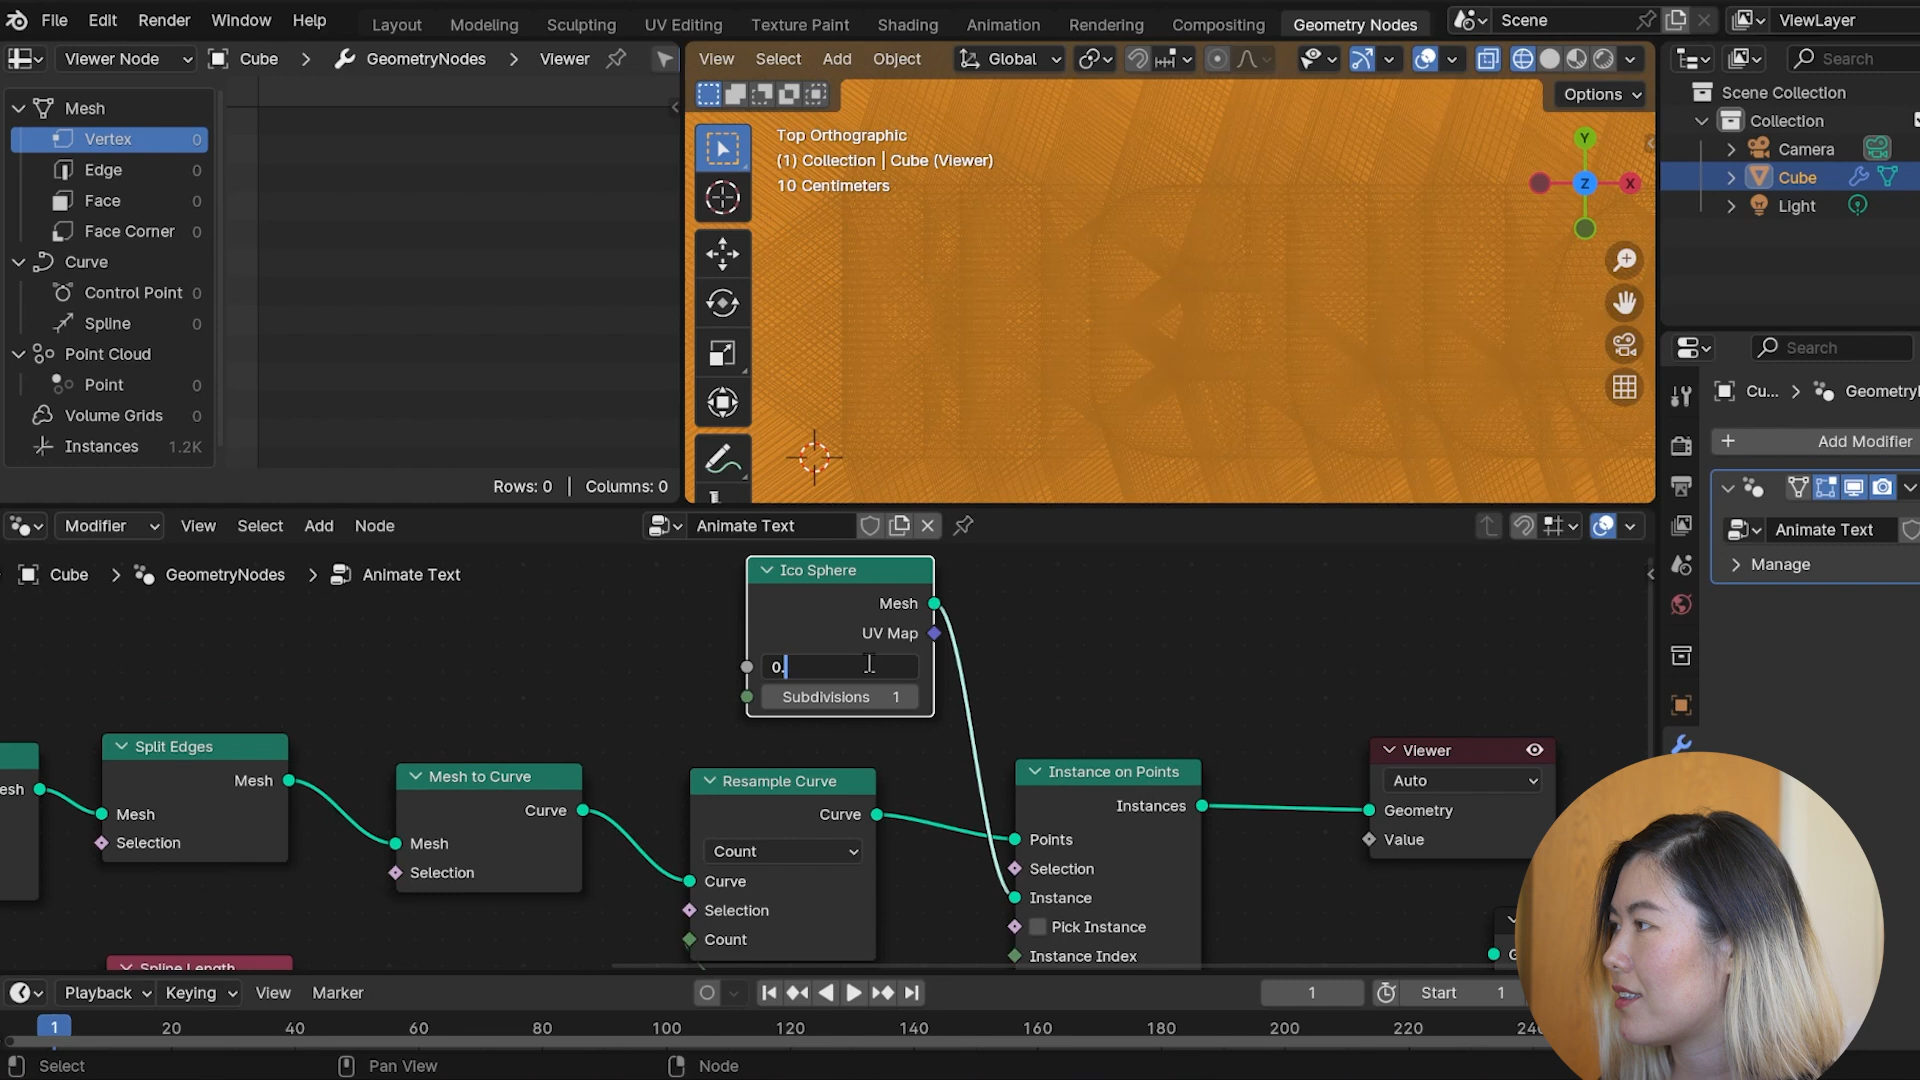 File Edit Render Window Help Layout Modeling Sculpting UV Editing Texture Paint Shading Animation Rendering Compositing Geometry Nodes Scene ViewLayer
Viewer Node Cube > GeometryNodes > Viewer
View Select Add Object Global
Search
Options
Mesh
Vertex 0
Edge 0
Face 0
Face Corner 0
Curve
Control Point 0
Spline 0
Point Cloud
Point 0
Volume Grids 0
Instances 1.2K
Rows: 0 | Columns: 0
Top Orthographic
(1) Collection | Cube (Viewer)
10 Centimeters
Y
Z
X
Scene Collection
Collection
Camera
Cube
Light
Search
Cu... > Geometry
Add Modifier
Animate Text
Manage
Modifier View Select Add Node Animate Text
Cube > GeometryNodes > Animate Text
Ico Sphere
Mesh
UV Map
0.
Subdivisions 1
Split Edges
Mesh
Mesh
Selection
Mesh to Curve
Curve
Mesh
Selection
Resample Curve
Curve
Count
Curve
Selection
Count
Instance on Points
Instances
Points
Selection
Instance
Pick Instance
Instance Index
Viewer
Auto
Geometry
Value
Spline Length
Playback Keying View Marker 1 Start 1
1 20 40 60 80 100 120 140 160 180 200 220
Select Pan View Node